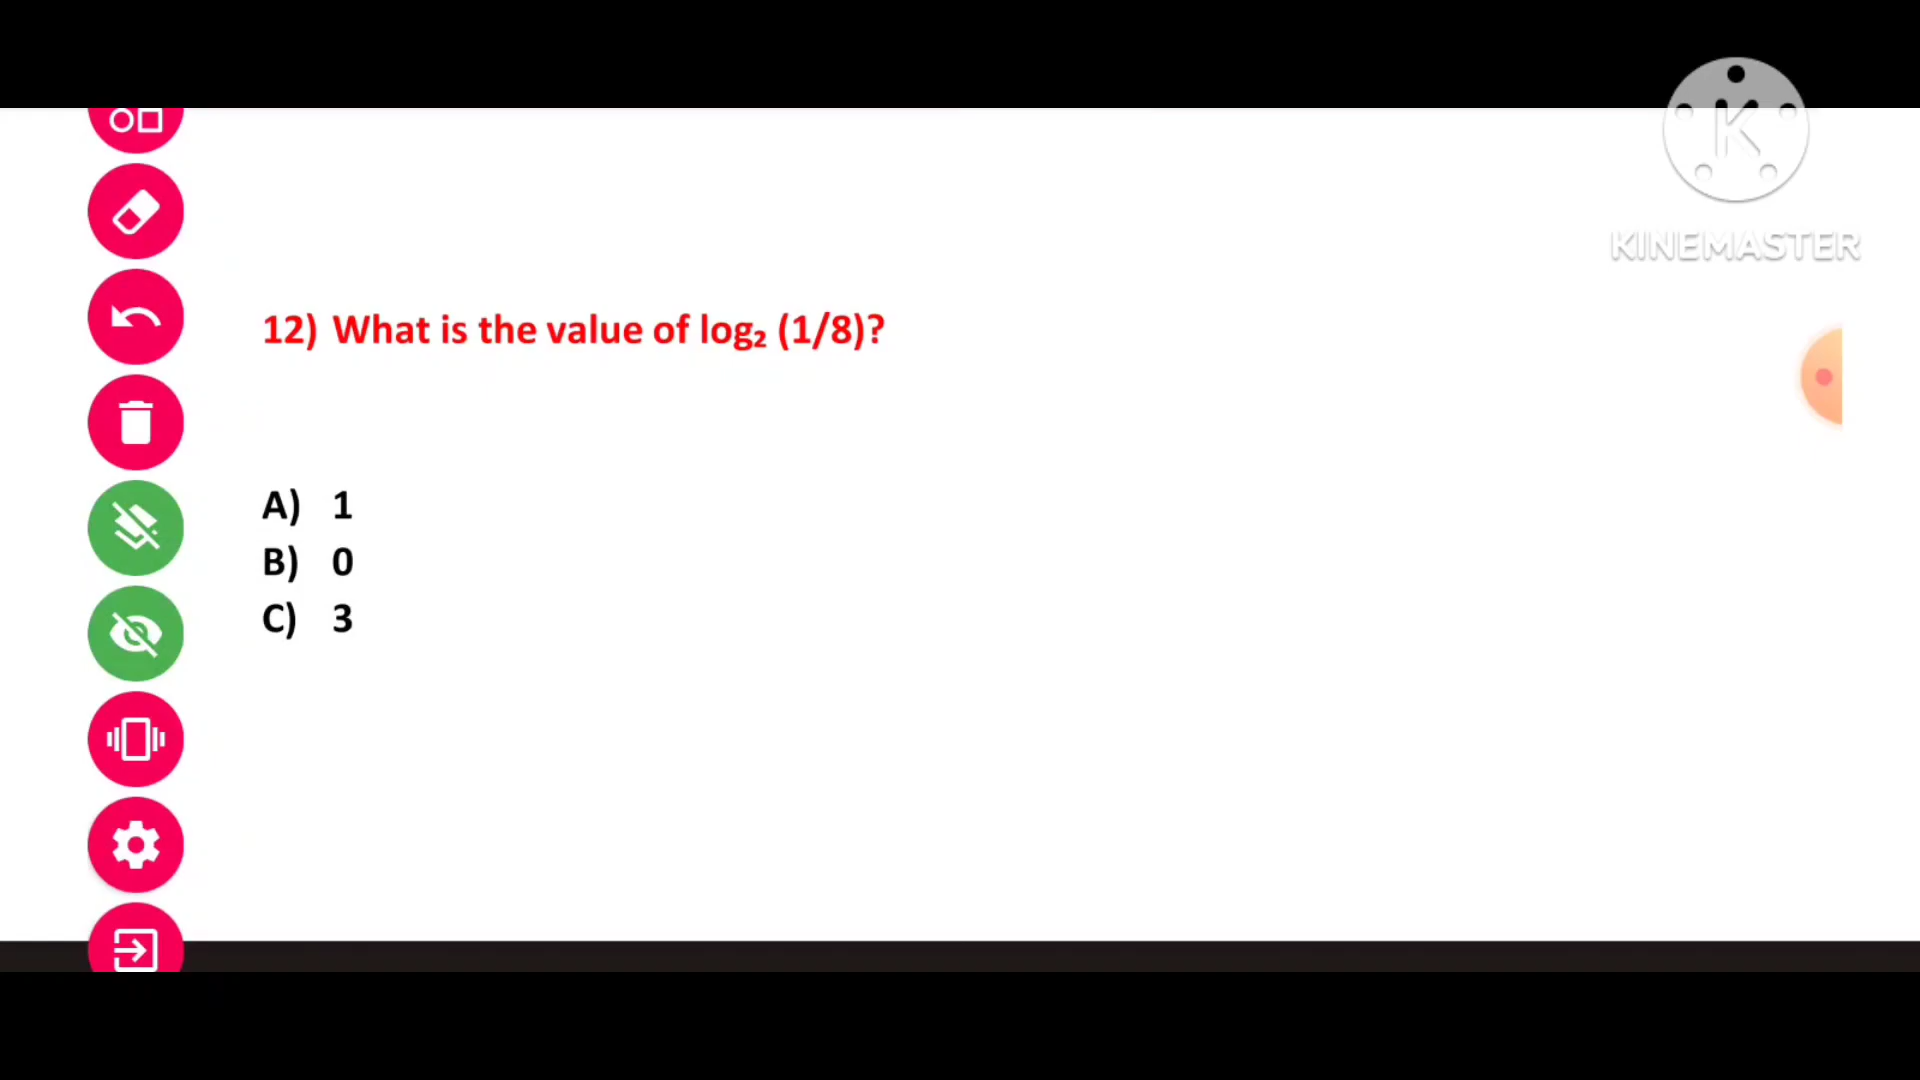 KINEMASTER
12) What is the value of log₂ (1/8)?
A) 1
B) 0
C) 3